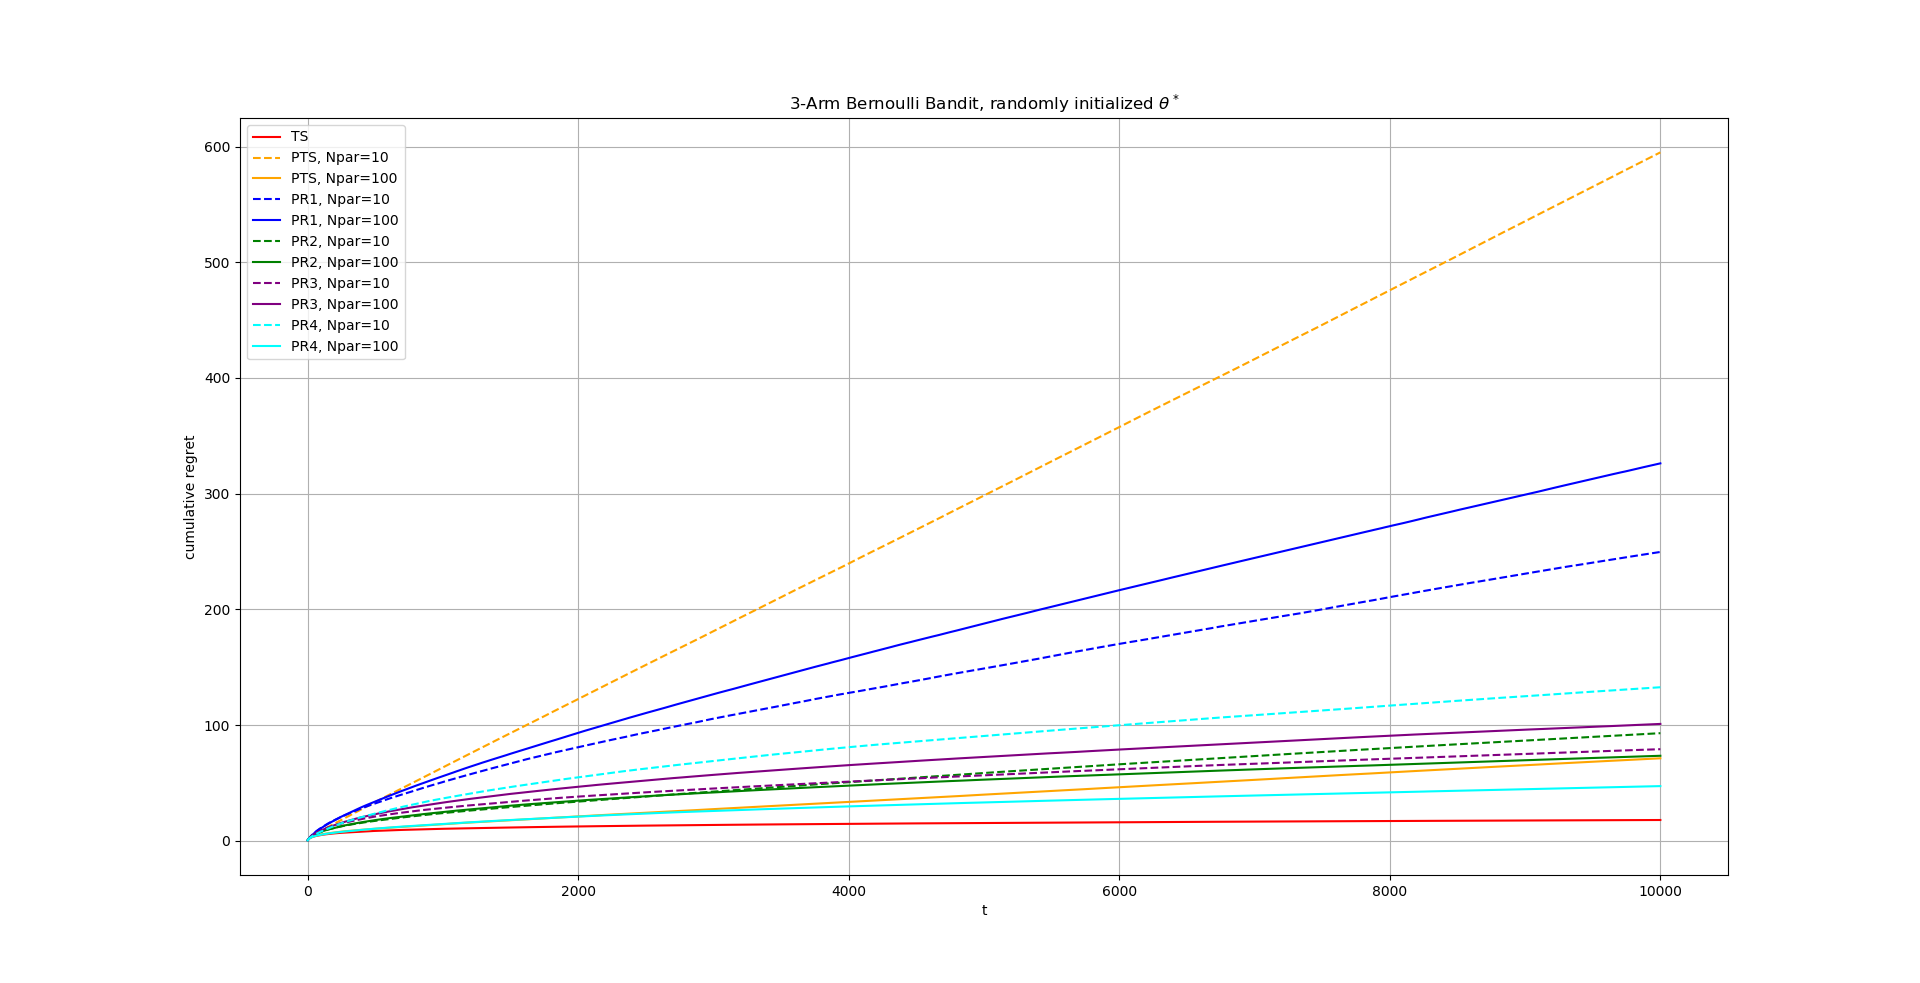 3-Arm Bernoulli Bandit, randomly initialized θ*
TS
PTS, Npar=10
PTS, Npar=100
PR1, Npar=10
PR1, Npar=100
PR2, Npar=10
PR2, Npar=100
PR3, Npar=10
PR3, Npar=100
PR4, Npar=10
PR4, Npar=100
600
500
400
300
200
100
0
cumulative regret
0 2000 4000 6000 8000 10000
t